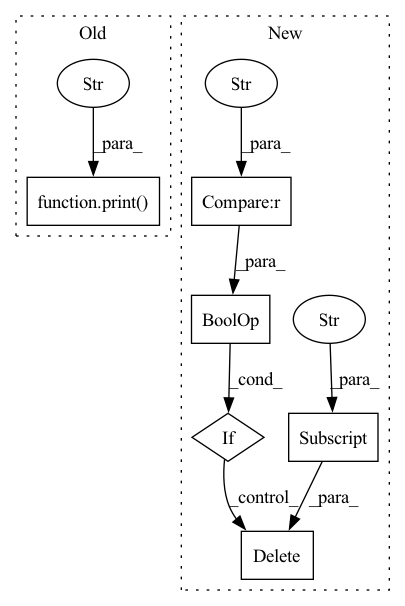 Old
New
Str
Str
_para_
_para_
function.print()
Compare:r
_para_
BoolOp
Str
_cond_
_para_
If
Subscript
_control_
_para_
Delete